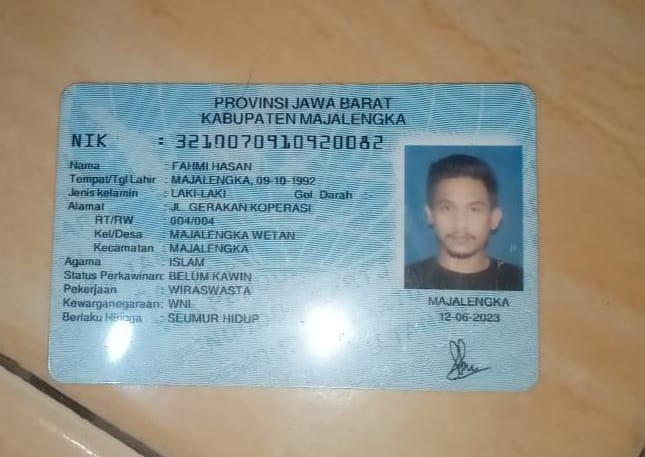 PROVINSI JAWA BARAT
KABUPATEN MAJALENGKA
NIK : 3210070910920082
Nama : FAHMI HASAN
Tempat/Tgl Lahir : MAJALENGKA, 09-10-1992
Jenis kelamin : LAKI-LAKI Gol. Darah :-
Alamat : JL. GERAKAN KOPERASI
RT/RW : 004/004
Kel/Desa : MAJALENGKA WETAN
Kecamatan : MAJALENGKA
Agama : ISLAM
Status Perkawinan: BELUM KAWIN
Pekerjaan : WIRASWASTA
Kewarganegaraan: WNI
Berlaku Hingga : SEUMUR HIDUP
MAJALENGKA
12-06-2023